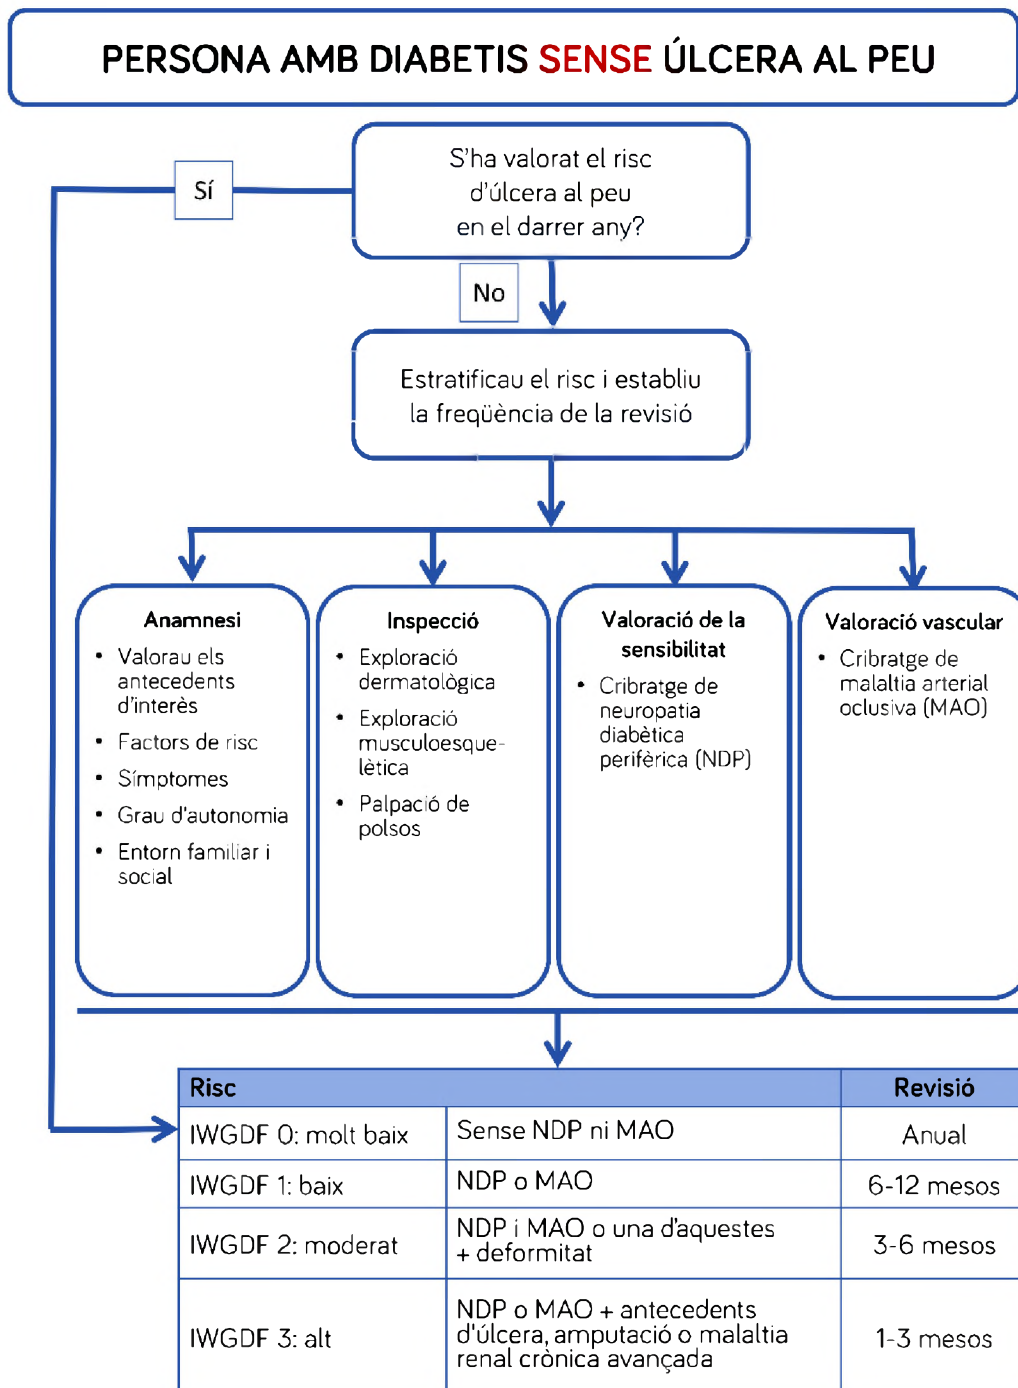 PERSONA AMB DIABETIS SENSE ÚLCERA AL PEU
S'ha valorat el risc
d'úlcera al peu
en el darrer any?
Sí
No
Estratificau el risc i establiu
la freqüència de la revisió
Anamnesi
• Valorau els
antecedents
d'interès
• Factors de risc
• Símptomes
• Grau d'autonomia
• Entorn familiar i
social
Inspecció
• Exploració
dermatològica
• Exploració
musculoesque-
lètica
• Palpació de
polsos
Valoració de la
sensibilitat
• Cribratge de
neuropatia
diabètica
perifèrica (NDP)
Valoració vascular
• Cribratge de
malaltia arterial
oclusiva (MAO)
Risc Revisió
IWGDF 0: molt baix Sense NDP ni MAO Anual
IWGDF 1: baix NDP o MAO 6-12 mesos
IWGDF 2: moderat NDP i MAO o una d'aquestes
+ deformitat 3-6 mesos
IWGDF 3: alt NDP o MAO + antecedents
d'úlcera, amputació o malaltia
renal crònica avançada 1-3 mesos